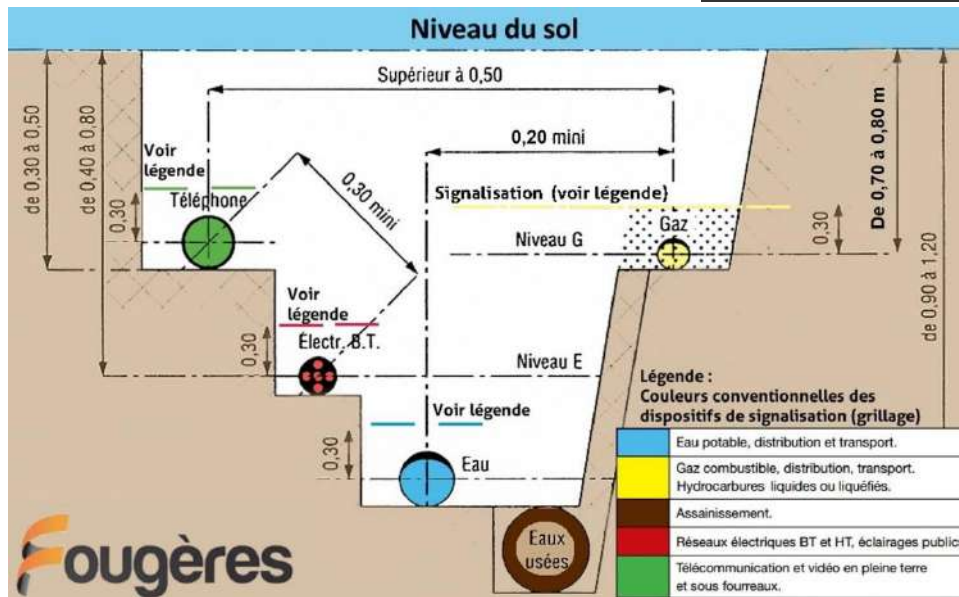 Niveau du sol
Supérieur à 0,50
0,20 mini
de 0,30 à 0,50
de 0,40 à 0,80
De 0,70 à 0,80 m
de 0,90 à 1,20
Voir
légende
0,30
Téléphone
0,30 mini
Signalisation (voir légende)
Gaz
Niveau G
0,30
Voir
légende
0,30
Électr. B.T.
Niveau E
Voir légende
0,30
Eau
Eaux
usées
Légende :
Couleurs conventionnelles des
dispositifs de signalisation (grillage)
Eau potable, distribution et transport.
Gaz combustible, distribution, transport.
Hydrocarbures liquides ou liquéfiés.
Assainissement.
Réseaux électriques BT et HT, éclairages publics
Télécommunication et vidéo en pleine terre
et sous fourreaux.
Fougères